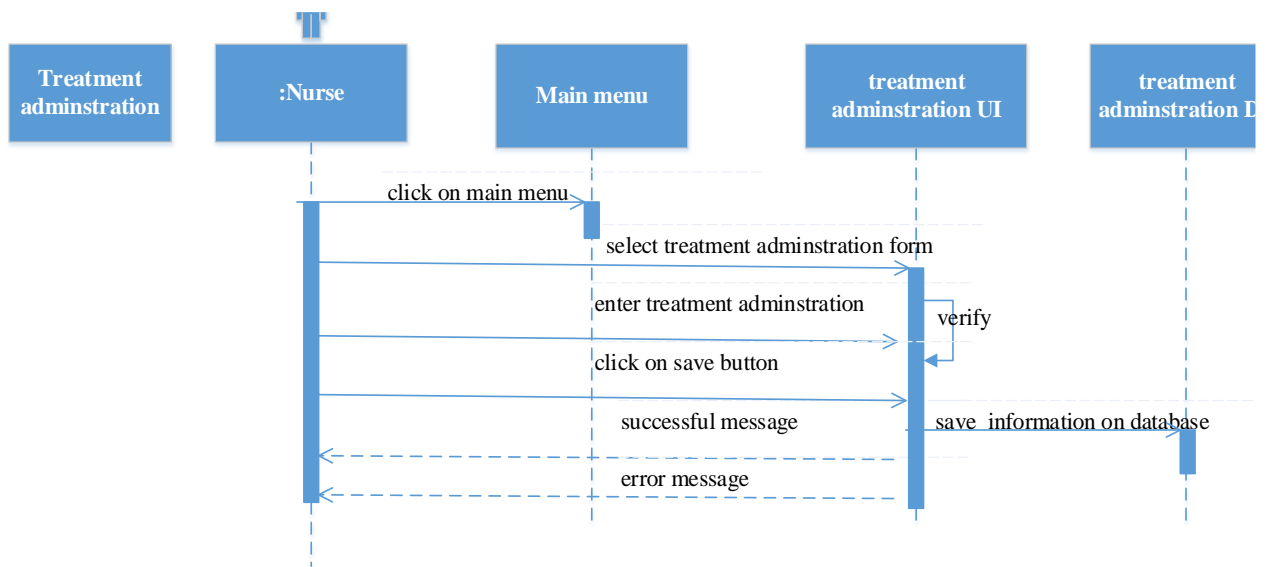 Treatment
adminstration
:Nurse
Main menu
treatment
adminstration UI
treatment
adminstration
click on main menu
select treatment adminstration form
enter treatment adminstration
verify
click on save button
successful message
save information on database
error message